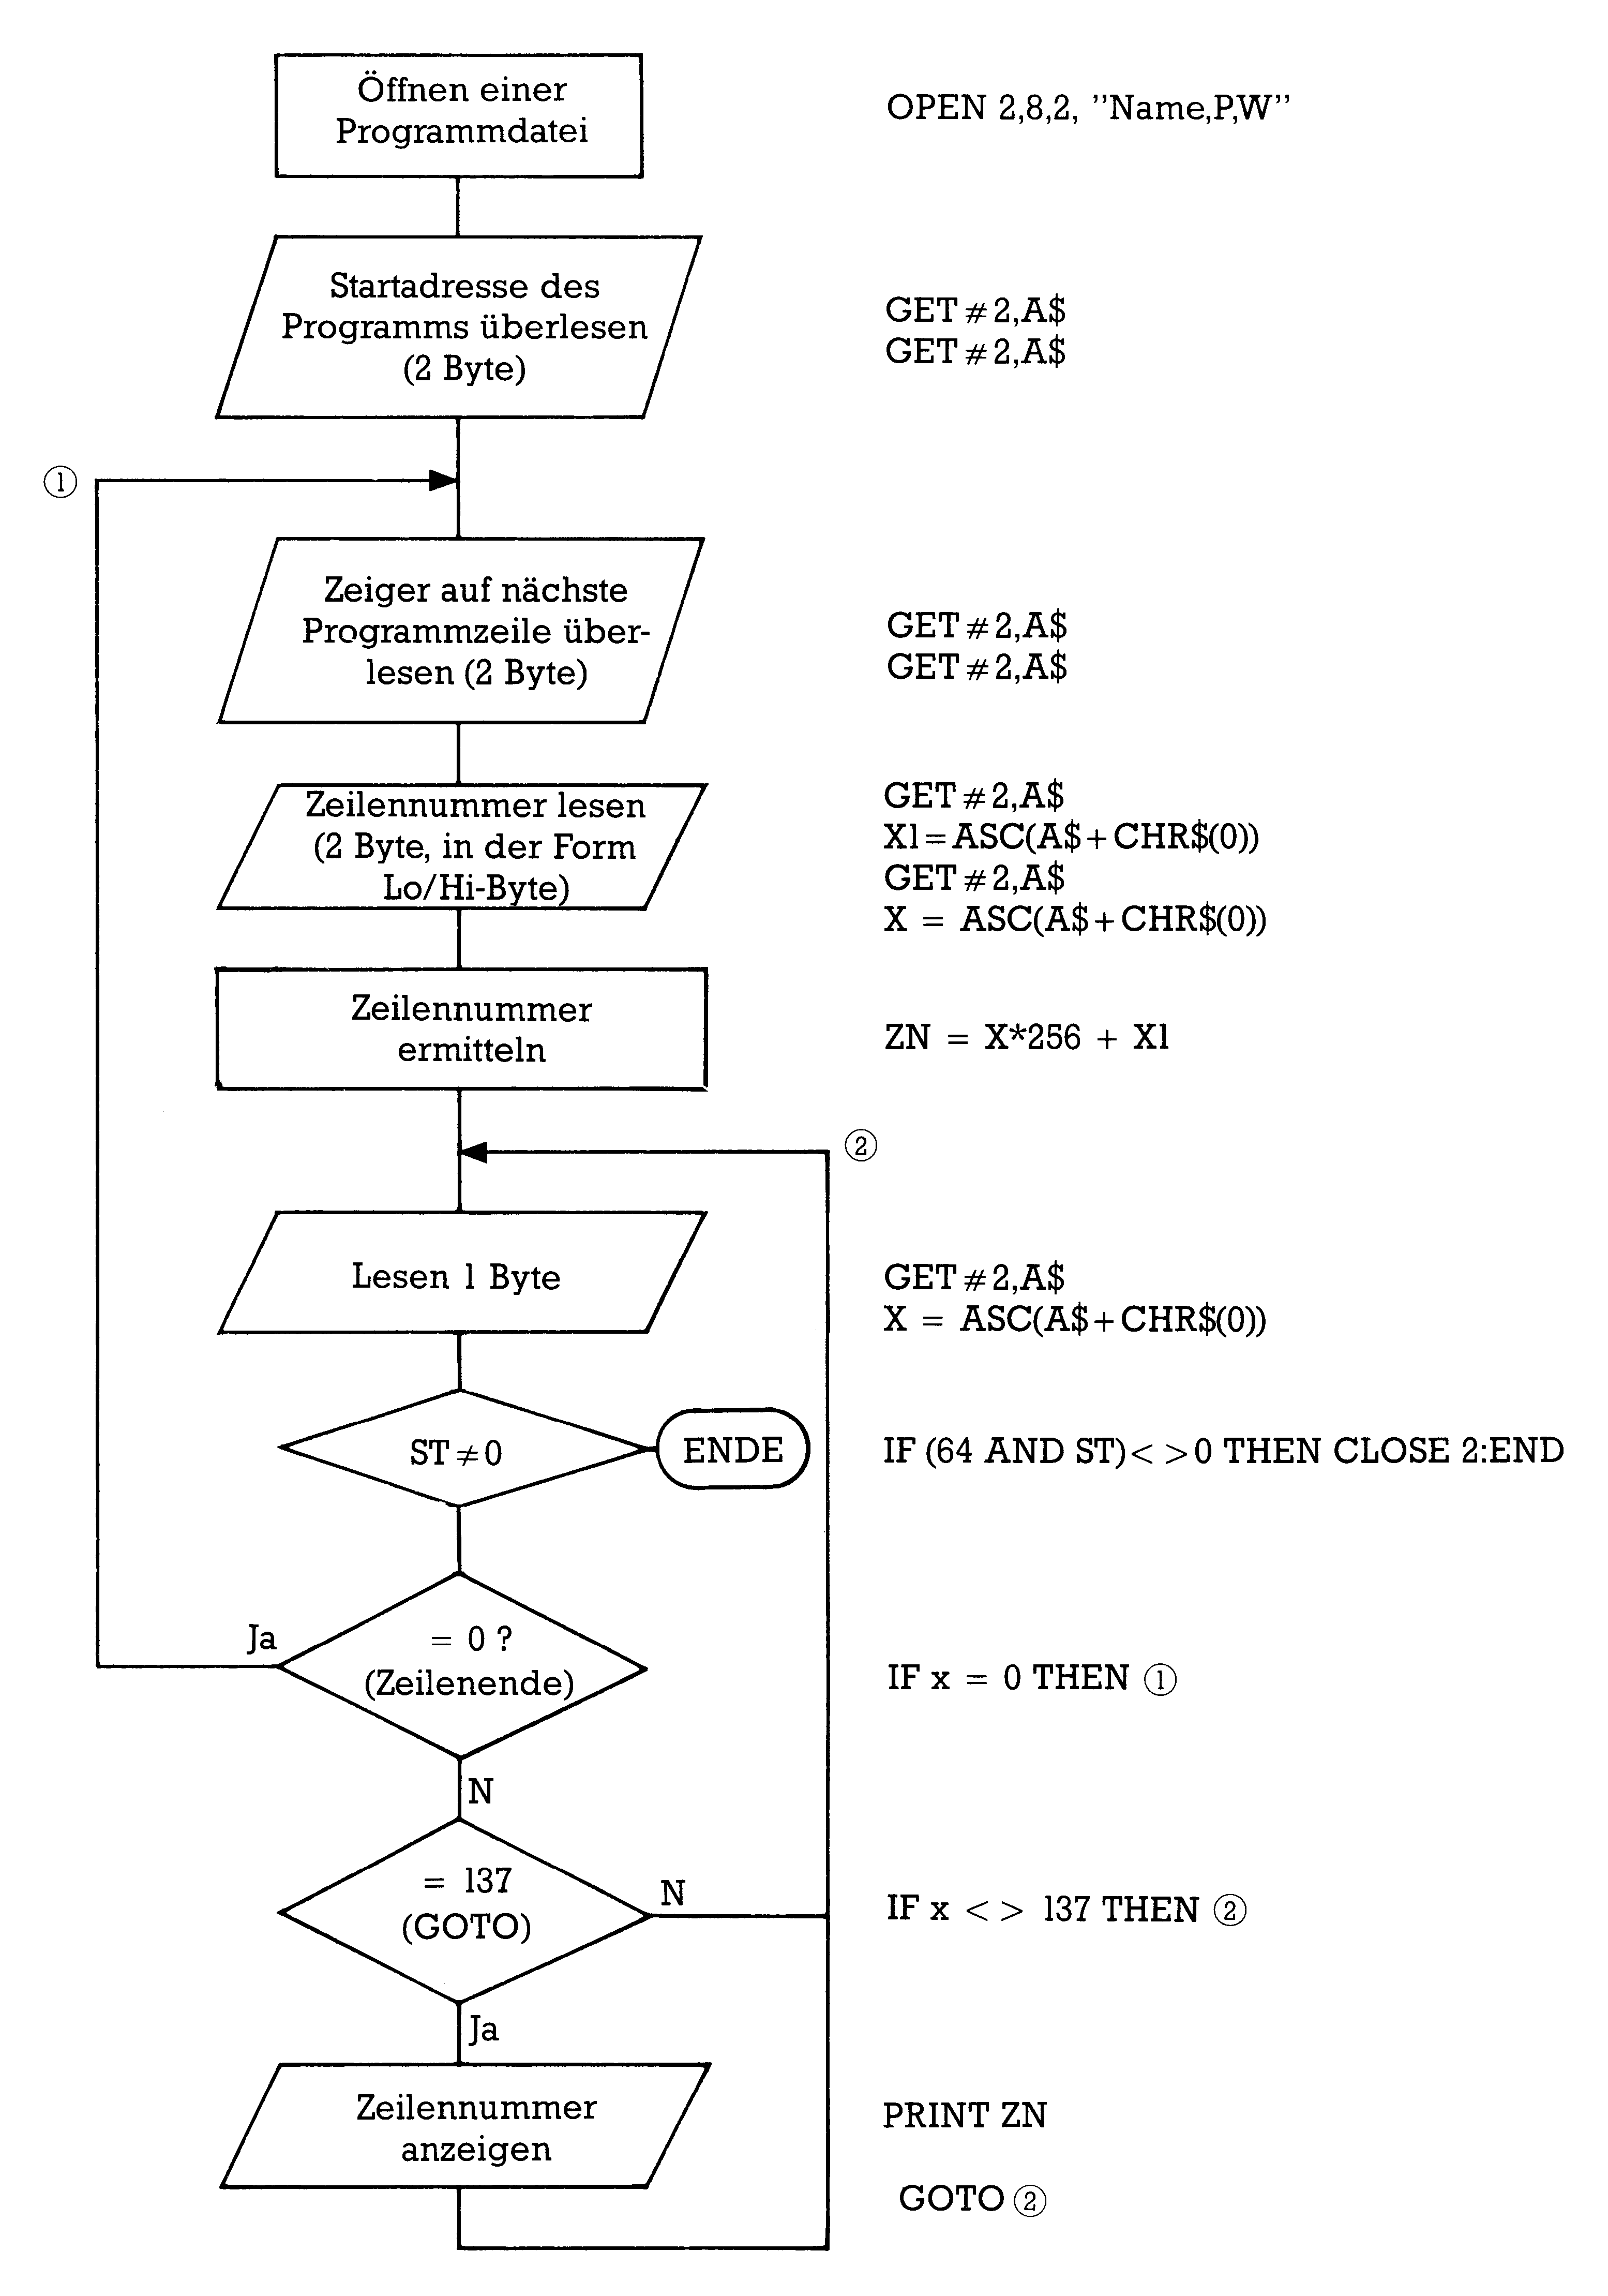 Öffnen einer
Programmdatei
OPEN 2,8,2, ''Name,P,W''
Startadresse des
Programms überlesen
(2 Byte)
GET#2,A$
GET#2,A$
①
Zeiger auf nächste
Programmzeile über-
lesen (2 Byte)
GET#2,A$
GET#2,A$
Zeilennummer lesen
(2 Byte, in der Form
Lo/Hi-Byte)
GET#2,A$
X1=ASC(A$+CHR$(0))
GET#2,A$
X = ASC(A$+CHR$(0))
Zeilennummer
ermitteln
ZN = X*256 + X1
②
Lesen 1 Byte
GET#2,A$
X = ASC(A$+CHR$(0))
ST≠0
ENDE
IF (64 AND ST)< >0 THEN CLOSE 2:END
Ja
= 0 ?
(Zeilenende)
IF x = 0 THEN ①
N
= 137
(GOTO)
N
IF x < > 137 THEN ②
Ja
Zeilennummer
anzeigen
PRINT ZN
GOTO ②